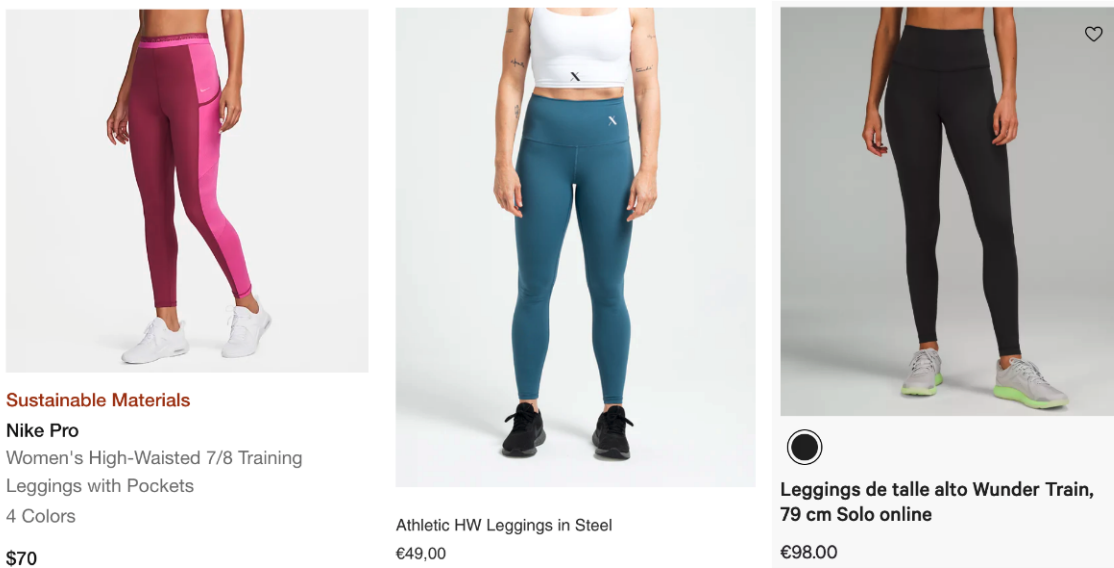 Sustainable Materials
Nike Pro
Women's High-Waisted 7/8 Training
Leggings with Pockets
4 Colors
$70
X
X
Athletic HW Leggings in Steel
€49,00
Leggings de talle alto Wunder Train,
79 cm Solo online
€98.00